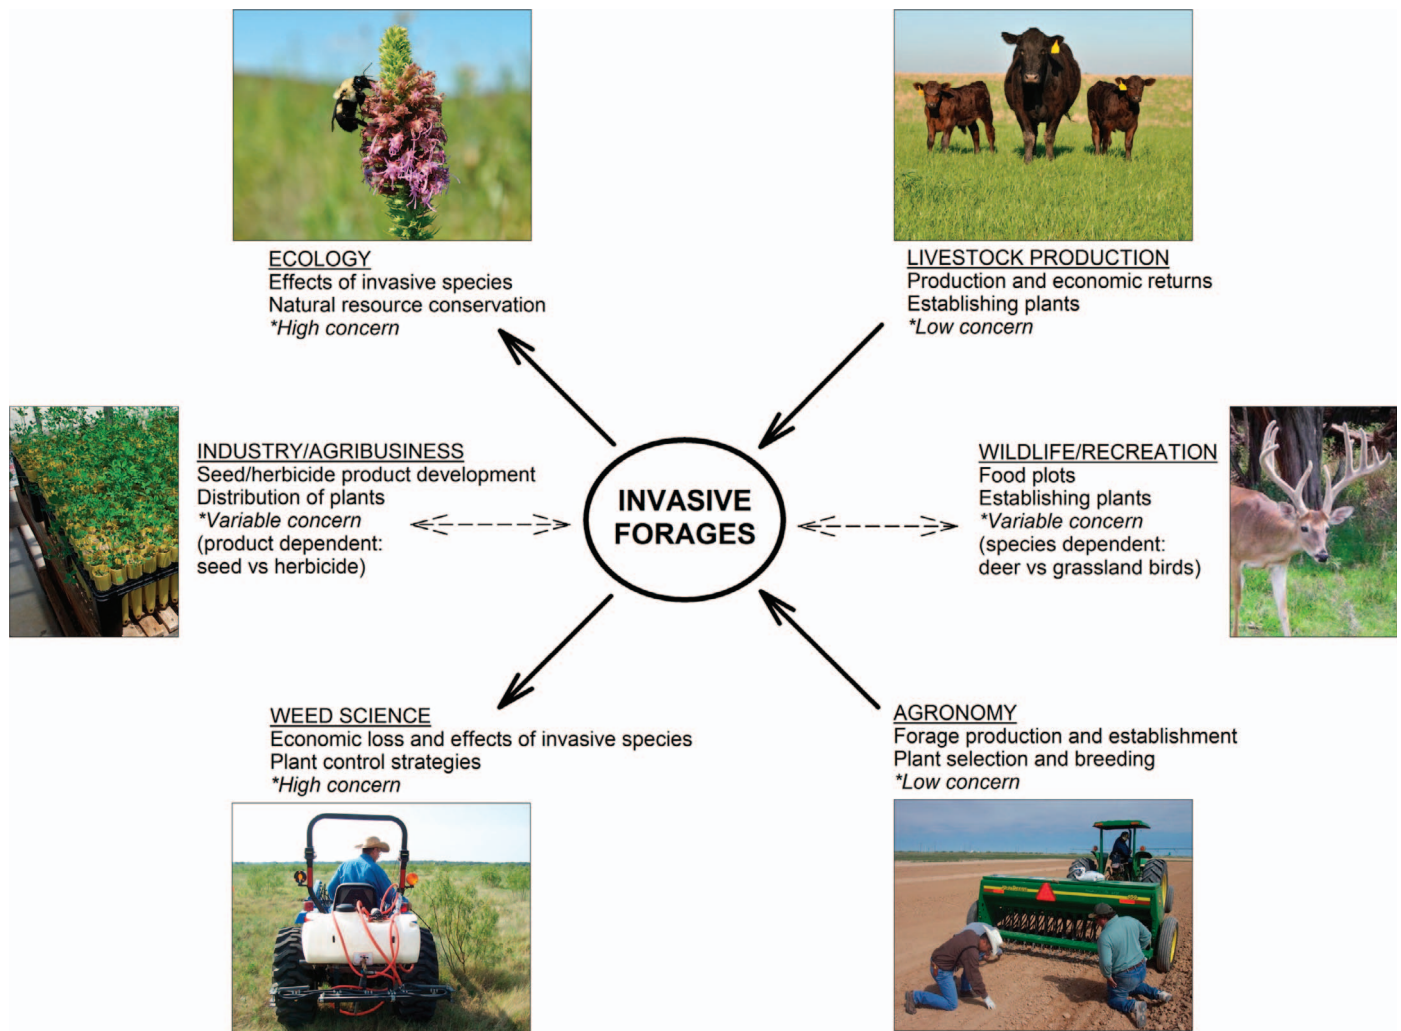 ECOLOGY
Effects of invasive species
Natural resource conservation
*High concern
LIVESTOCK PRODUCTION
Production and economic returns
Establishing plants
*Low concern
INDUSTRY/AGRIBUSINESS
Seed/herbicide product development
Distribution of plants
*Variable concern
(product dependent:
seed vs herbicide)
INVASIVE
FORAGES
WILDLIFE/RECREATION
Food plots
Establishing plants
*Variable concern
(species dependent:
deer vs grassland birds)
WEED SCIENCE
Economic loss and effects of invasive species
Plant control strategies
*High concern
AGRONOMY
Forage production and establishment
Plant selection and breeding
*Low concern